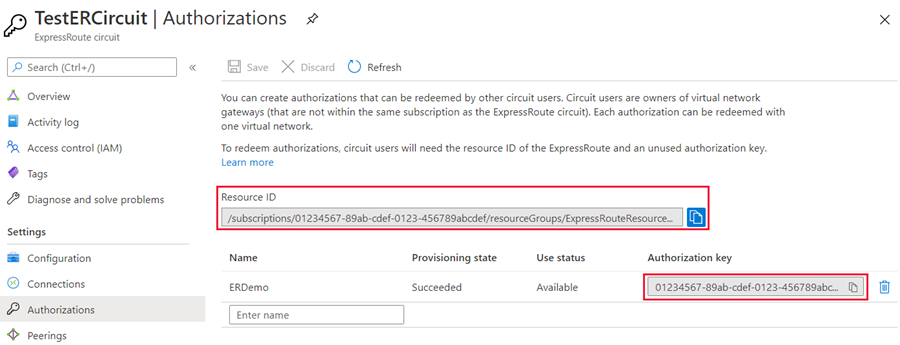 TestERCircuit | Authorizations
ExpressRoute circuit
Search (Ctrl+/)
«
Save
Discard
Refresh
Overview
Activity log
Access control (IAM)
Tags
Diagnose and solve problems
Settings
Configuration
Connections
Authorizations
Peerings
You can create authorizations that can be redeemed by other circuit users. Circuit users are owners of virtual network
gateways (that are not within the same subscription as the ExpressRoute circuit). Each authorization can be redeemed with
one virtual network.
To redeem authorizations, circuit users will need the resource ID of the ExpressRoute and an unused authorization key.
Learn more
Resource ID
/subscriptions/01234567-89ab-cdef-0123-456789abcdef/resourceGroups/ExpressRouteResource...
Name Provisioning state Use status Authorization key
ERDemo Succeeded Available 01234567-89ab-cdef-0123-456789abc...
Enter name